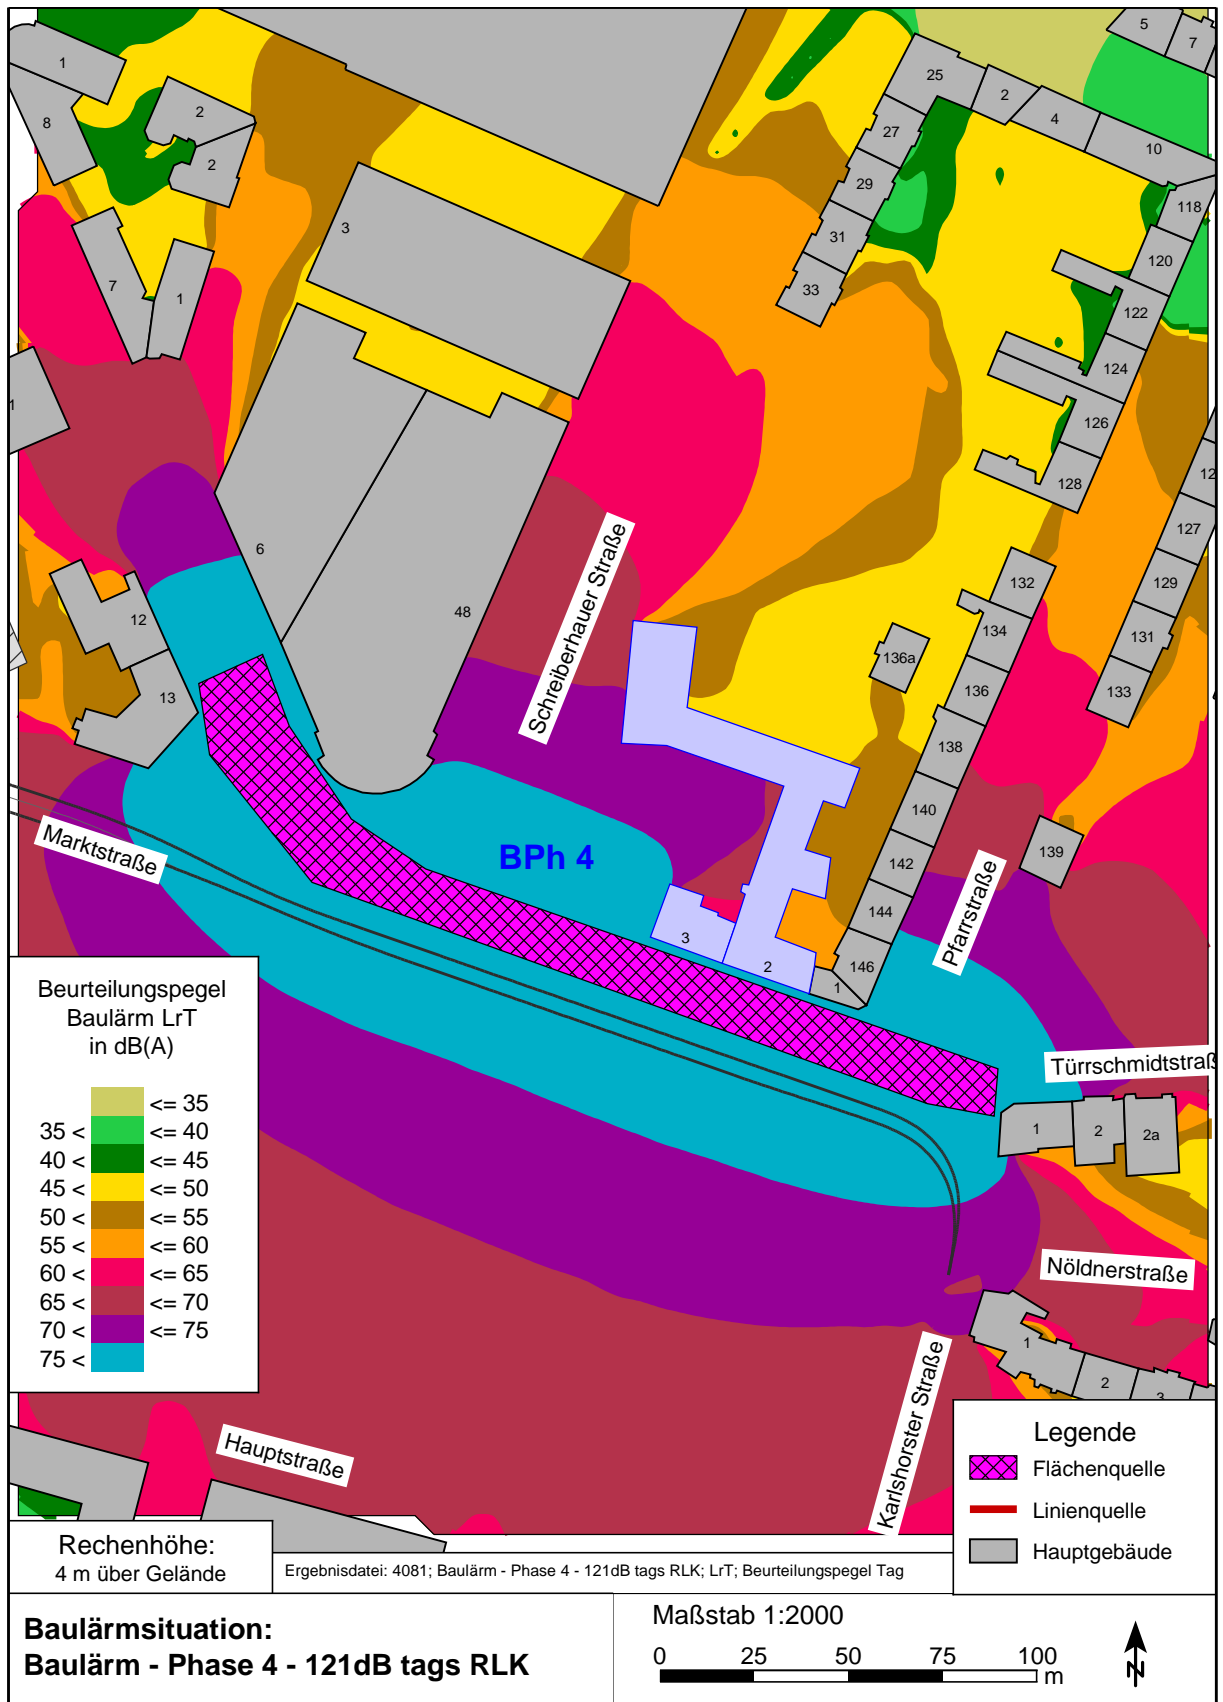 5
7
1
8
2
2
25
2
4
10
27
29
31
33
118
120
122
124
126
128
3
7
1
1
6
48
12
13
127
129
131
133
132
134
136a
136
138
140
142
144
146
1
139
3
2
Schreiberhauer Straße
Marktstraße
BPh 4
Pfarrstraße
Türrschmidtstraß
1
2
2a
Nöldnerstraße
1
2
3
Karlshorster Straße
Hauptstraße
Beurteilungspegel
Baulärm LrT
in dB(A)
<= 35
35 < <= 40
40 < <= 45
45 < <= 50
50 < <= 55
55 < <= 60
60 < <= 65
65 < <= 70
70 < <= 75
75 <
Legende
Flächenquelle
Linienquelle
Hauptgebäude
Rechenhöhe:
4 m über Gelände
Ergebnisdatei: 4081; Baulärm - Phase 4 - 121dB tags RLK; LrT; Beurteilungspegel Tag
Baulärmsituation:
Baulärm - Phase 4 - 121dB tags RLK
Maßstab 1:2000
0 25 50 75 100
m
N